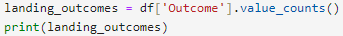 landing_outcomes = df['Outcome'].value_counts()
print(landing_outcomes)